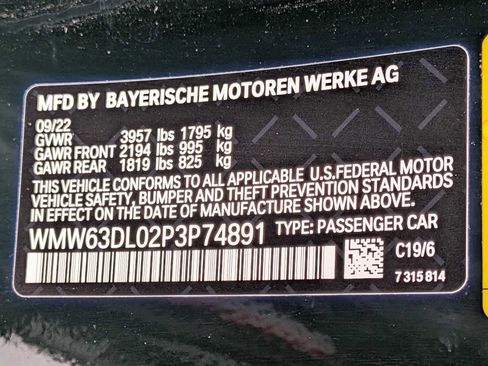 MFD BY BAYERISCHE MOTOREN WERKE AG
09/22
GVWR 3957 lbs 1795 kg
GAWR FRONT 2194 lbs 995 kg
GAWR REAR 1819 lbs 825 kg
THIS VEHICLE CONFORMS TO ALL APPLICABLE U.S.FEDERAL MOTOR
VEHICLE SAFETY, BUMPER AND THEFT PREVENTION STANDARDS
IN EFFECT ON THE DATE OF MANUFACTURE SHOWN ABOVE.
WMW63DL02P3P74891 TYPE: PASSENGER CAR
C19/6
7 315 814